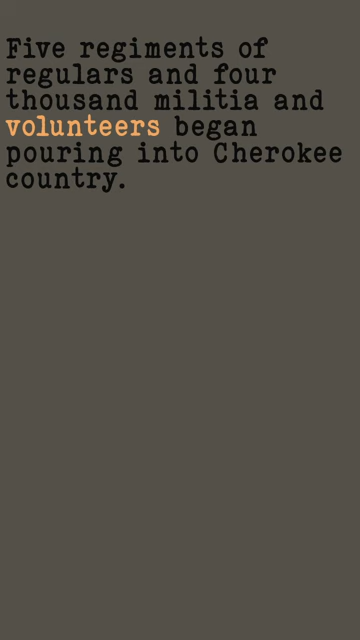 Five regiments of
regulars and four
thousand militia and
volunteers began
pouring into Cherokee
country.